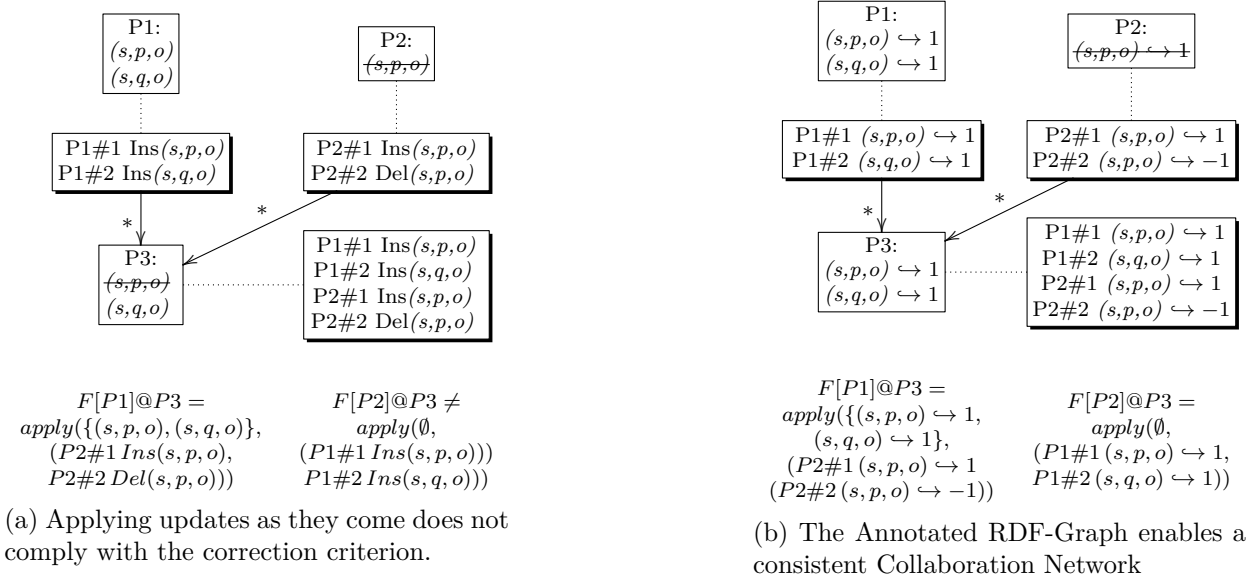 P1:
(s,p,o)
(s,q,o)
P2:
(s,p,o)
P1#1 Ins(s,p,o)
P1#2 Ins(s,q,o)
P2#1 Ins(s,p,o)
P2#2 Del(s,p,o)
*
*
P3:
(s,p,o)
(s,q,o)
P1#1 Ins(s,p,o)
P1#2 Ins(s,q,o)
P2#1 Ins(s,p,o)
P2#2 Del(s,p,o)
F[P1]@P3 =
apply({(s, p, o), (s, q, o)},
(P2#1 Ins(s, p, o),
P2#2 Del(s, p, o)))
F[P2]@P3 ≠
apply(∅,
(P1#1 Ins(s, p, o)))
P1#2 Ins(s, q, o)))
(a) Applying updates as they come does not
comply with the correction criterion.
P1:
(s,p,o) ↪ 1
(s,q,o) ↪ 1
P2:
(s,p,o) ↪ 1
P1#1 (s,p,o) ↪ 1
P1#2 (s,q,o) ↪ 1
P2#1 (s,p,o) ↪ 1
P2#2 (s,p,o) ↪ −1
*
*
P3:
(s,p,o) ↪ 1
(s,q,o) ↪ 1
P1#1 (s,p,o) ↪ 1
P1#2 (s,q,o) ↪ 1
P2#1 (s,p,o) ↪ 1
P2#2 (s,p,o) ↪ −1
F[P1]@P3 =
apply({(s, p, o) ↪ 1,
(s, q, o) ↪ 1},
(P2#1 (s, p, o) ↪ 1
(P2#2 (s, p, o) ↪ −1))
F[P2]@P3 =
apply(∅,
(P1#1 (s, p, o) ↪ 1,
P1#2 (s, q, o) ↪ 1))
(b) The Annotated RDF-Graph enables a
consistent Collaboration Network